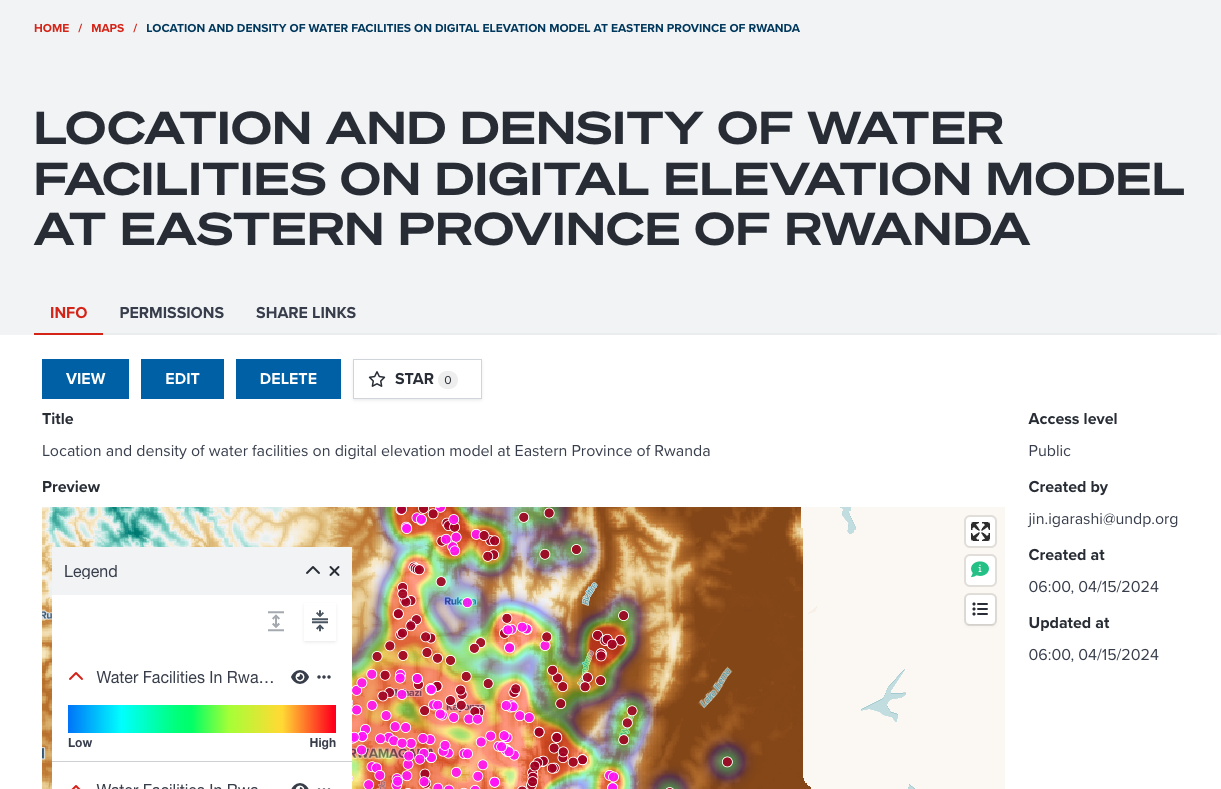 HOME / MAPS / LOCATION AND DENSITY OF WATER FACILITIES ON DIGITAL ELEVATION MODEL AT EASTERN PROVINCE OF RWANDA
LOCATION AND DENSITY OF WATER
FACILITIES ON DIGITAL ELEVATION MODEL
AT EASTERN PROVINCE OF RWANDA
INFO PERMISSIONS SHARE LINKS
VIEW EDIT DELETE STAR 0
Title
Location and density of water facilities on digital elevation model at Eastern Province of Rwanda
Preview
Legend
Water Facilities In Rwa...
Low High
Water Facilities In Rwa...
Access level
Public
Created by
jin.igarashi@undp.org
Created at
06:00, 04/15/2024
Updated at
06:00, 04/15/2024